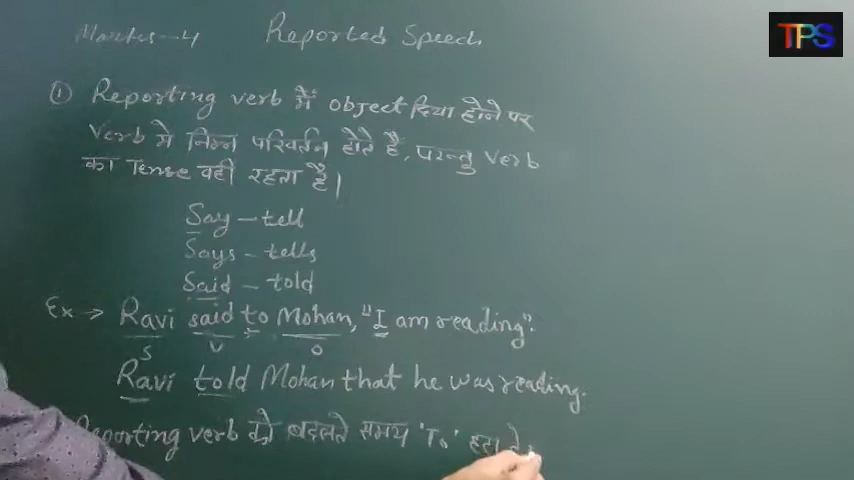 Marks-4 Reported Speech
TPS
① Reporting verb में object दिया होने पर
verb मे निम्न परिवर्तन होते है, परन्तु verb
का Tense वही रहता है।
Say - tell
Says - tells
Said - told
Ex → Ravi said to Mohan, "I am reading".
S V O
Ravi told Mohan that he was reading.
Reporting verb को बदलते समय 'To' हटा